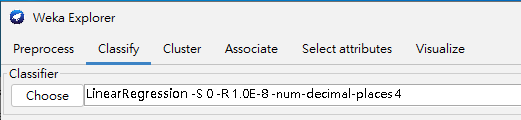 Weka Explorer
Preprocess Classify Cluster Associate Select attributes Visualize
Classifier
Choose LinearRegression -S 0 -R 1.0E-8 -num-decimal-places 4